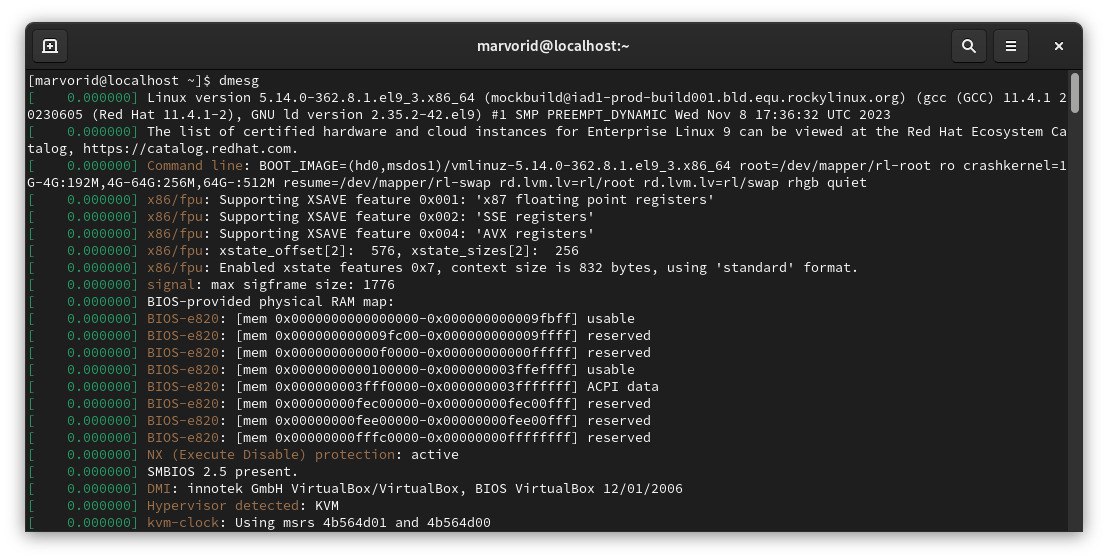 marvorid@localhost:~
[marvorid@localhost ~]$ dmesg
[    0.000000] Linux version 5.14.0-362.8.1.el9_3.x86_64 (mockbuild@iad1-prod-build001.bld.equ.rockylinux.org) (gcc (GCC) 11.4.1 2
0230605 (Red Hat 11.4.1-2), GNU ld version 2.35.2-42.el9) #1 SMP PREEMPT_DYNAMIC Wed Nov 8 17:36:32 UTC 2023
[    0.000000] The list of certified hardware and cloud instances for Enterprise Linux 9 can be viewed at the Red Hat Ecosystem Ca
talog, https://catalog.redhat.com.
[    0.000000] Command line: BOOT_IMAGE=(hd0,msdos1)/vmlinuz-5.14.0-362.8.1.el9_3.x86_64 root=/dev/mapper/rl-root ro crashkernel=1
G-4G:192M,4G-64G:256M,64G-:512M resume=/dev/mapper/rl-swap rd.lvm.lv=rl/root rd.lvm.lv=rl/swap rhgb quiet
[    0.000000] x86/fpu: Supporting XSAVE feature 0x001: 'x87 floating point registers'
[    0.000000] x86/fpu: Supporting XSAVE feature 0x002: 'SSE registers'
[    0.000000] x86/fpu: Supporting XSAVE feature 0x004: 'AVX registers'
[    0.000000] x86/fpu: xstate_offset[2]:  576, xstate_sizes[2]:  256
[    0.000000] x86/fpu: Enabled xstate features 0x7, context size is 832 bytes, using 'standard' format.
[    0.000000] signal: max sigframe size: 1776
[    0.000000] BIOS-provided physical RAM map:
[    0.000000] BIOS-e820: [mem 0x0000000000000000-0x000000000009fbff] usable
[    0.000000] BIOS-e820: [mem 0x000000000009fc00-0x000000000009ffff] reserved
[    0.000000] BIOS-e820: [mem 0x00000000000f0000-0x00000000000fffff] reserved
[    0.000000] BIOS-e820: [mem 0x0000000000100000-0x000000003ffeffff] usable
[    0.000000] BIOS-e820: [mem 0x000000003fff0000-0x000000003fffffff] ACPI data
[    0.000000] BIOS-e820: [mem 0x00000000fec00000-0x00000000fec00fff] reserved
[    0.000000] BIOS-e820: [mem 0x00000000fee00000-0x00000000fee00fff] reserved
[    0.000000] BIOS-e820: [mem 0x00000000fffc0000-0x00000000ffffffff] reserved
[    0.000000] NX (Execute Disable) protection: active
[    0.000000] SMBIOS 2.5 present.
[    0.000000] DMI: innotek GmbH VirtualBox/VirtualBox, BIOS VirtualBox 12/01/2006
[    0.000000] Hypervisor detected: KVM
[    0.000000] kvm-clock: Using msrs 4b564d01 and 4b564d00